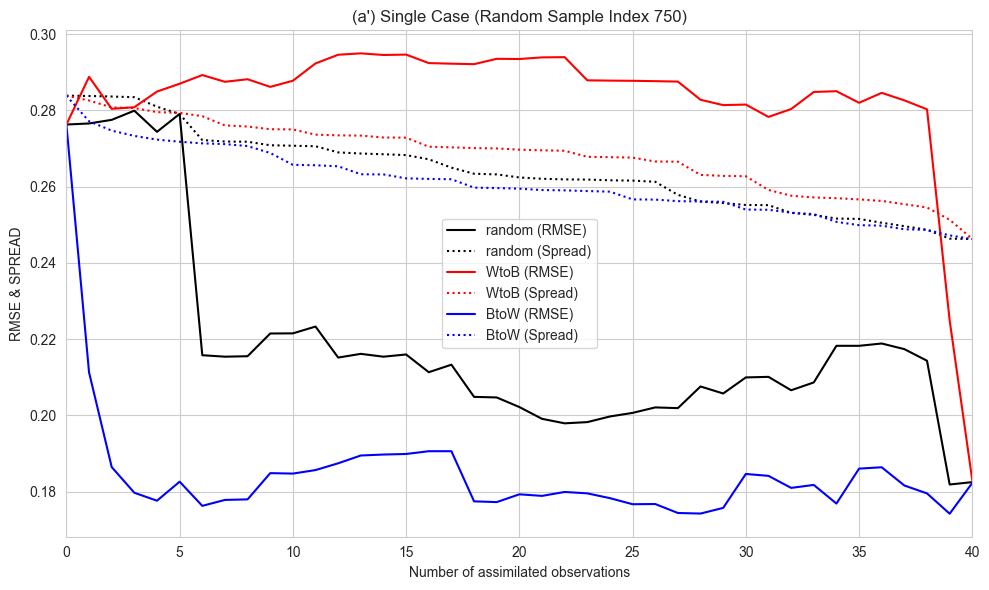 (a') Single Case (Random Sample Index 750)
RMSE & SPREAD
0.30
0.28
0.26
0.24
0.22
0.20
0.18
random (RMSE)
random (Spread)
WtoB (RMSE)
WtoB (Spread)
BtoW (RMSE)
BtoW (Spread)
0 5 10 15 20 25 30 35 40
Number of assimilated observations